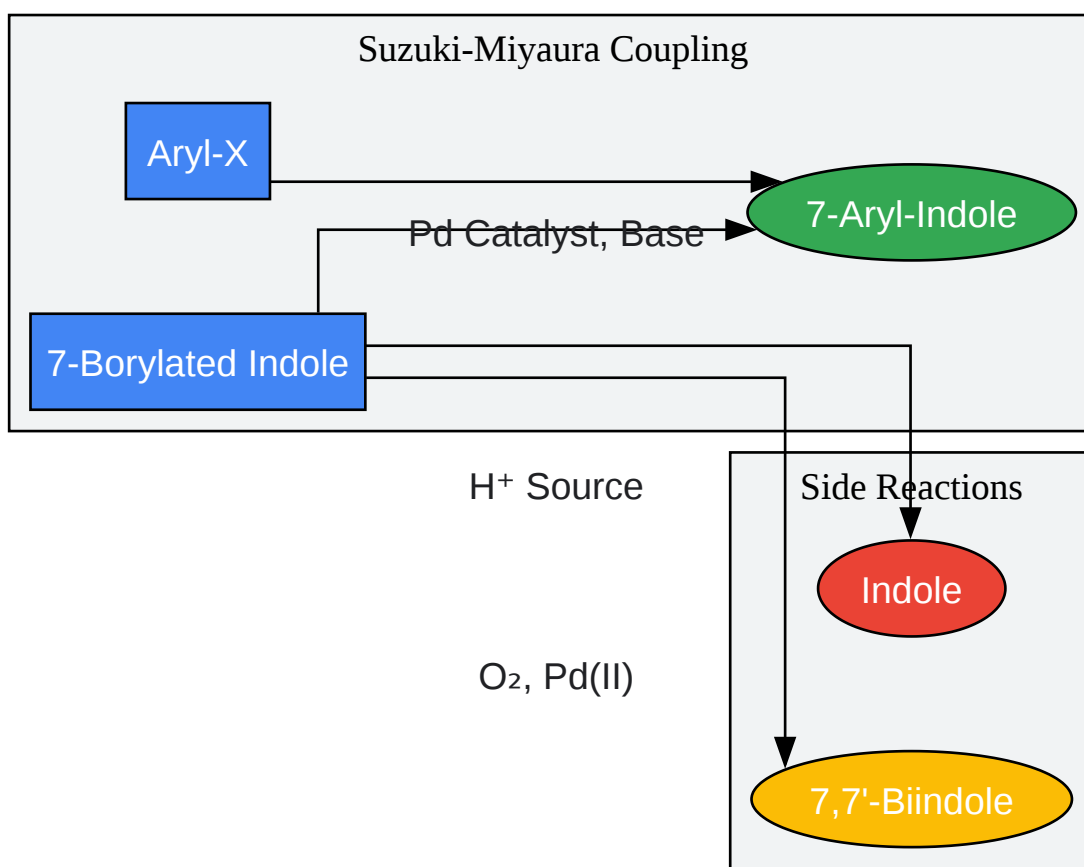 Suzuki-Miyaura Coupling
Aryl-X
7-Aryl-Indole
Pd Catalyst, Base
7-Borylated Indole
H⁺ Source
Side Reactions
Indole
O₂, Pd(II)
7,7'-Biindole